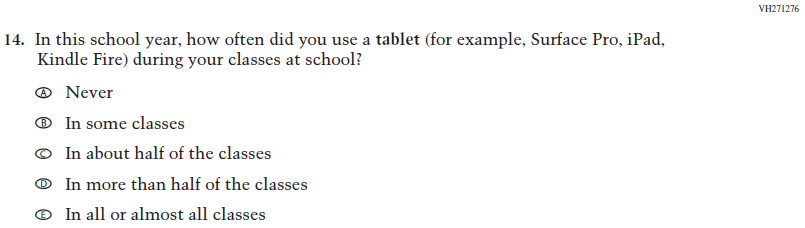 VH271276
14. In this school year, how often did you use a tablet (for example, Surface Pro, iPad,
Kindle Fire) during your classes at school?
A Never
B In some classes
C In about half of the classes
D In more than half of the classes
E In all or almost all classes